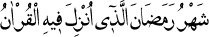 شَهْرُ رَمَضَانَ الَّذٖٓي اُنْزِلَ فٖيهِ الْقُرْاٰنُ